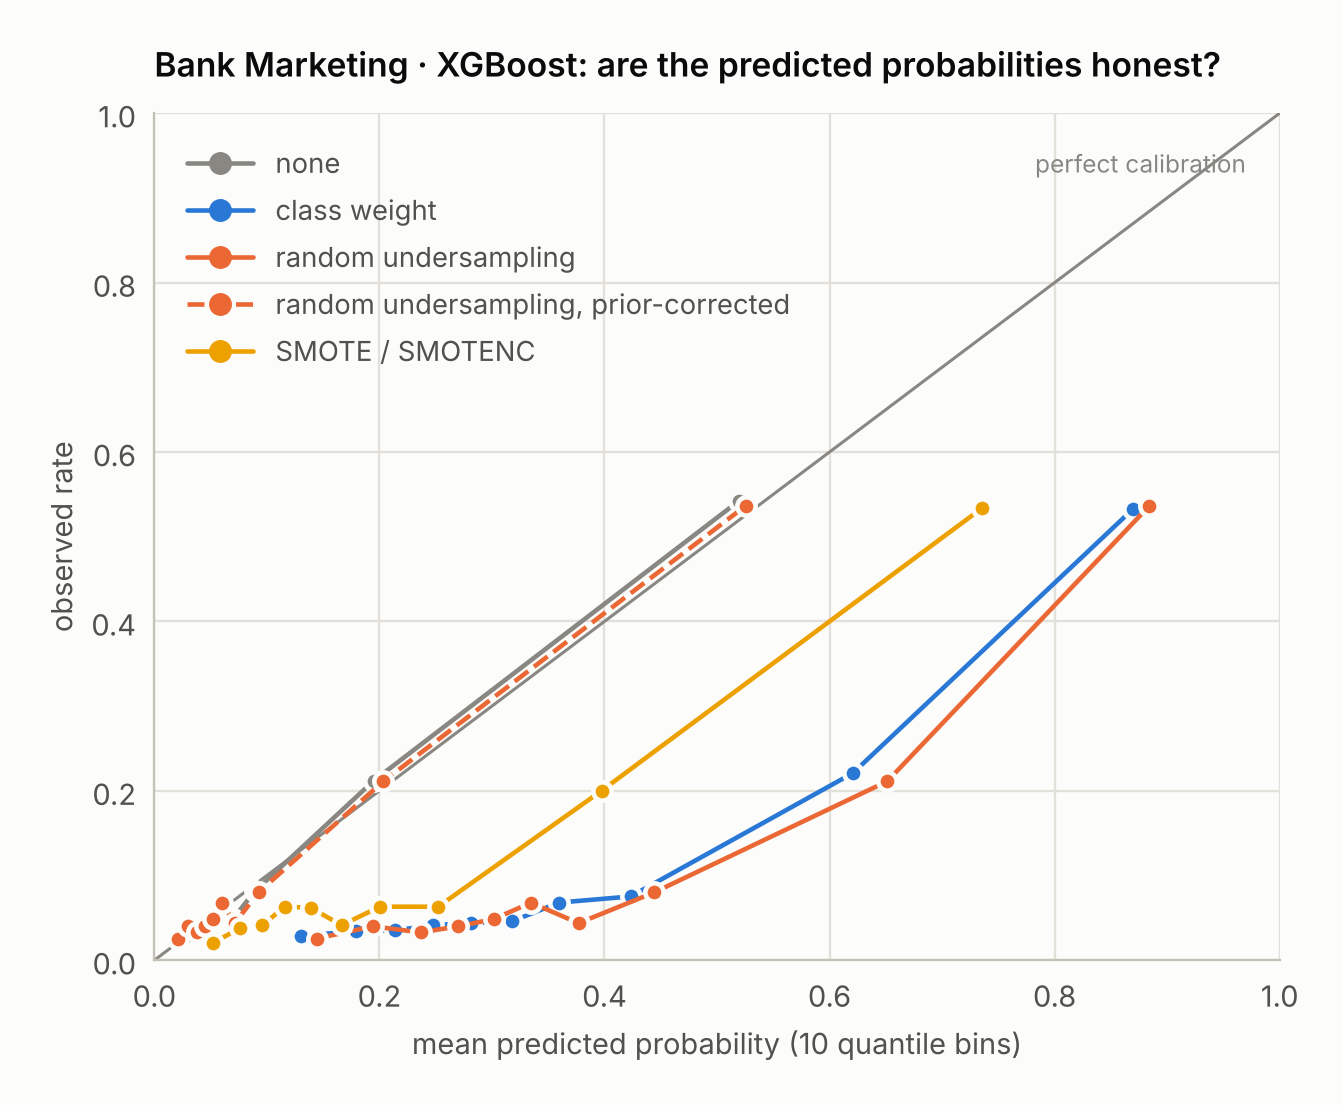 Bank Marketing · XGBoost: are the predicted probabilities honest?
1.0
0.8
0.6
0.4
0.2
0.0
observed rate
none
class weight
random undersampling
random undersampling, prior-corrected
SMOTE / SMOTENC
perfect calibration
0.0 0.2 0.4 0.6 0.8 1.0
mean predicted probability (10 quantile bins)